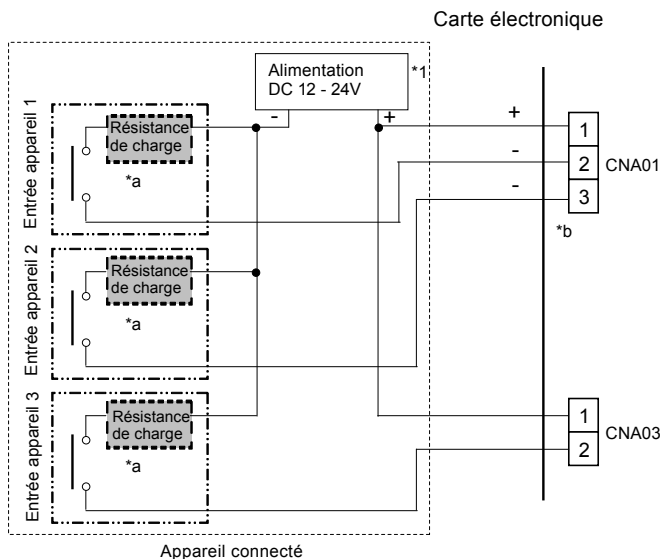 Carte électronique
Alimentation
DC 12 - 24V
*1
-
+
Entrée appareil 1
Résistance
de charge
*a
+
1
-
2
CNA01
-
3
*b
Entrée appareil 2
Résistance
de charge
*a
Entrée appareil 3
Résistance
de charge
*a
1
CNA03
2
Appareil connecté